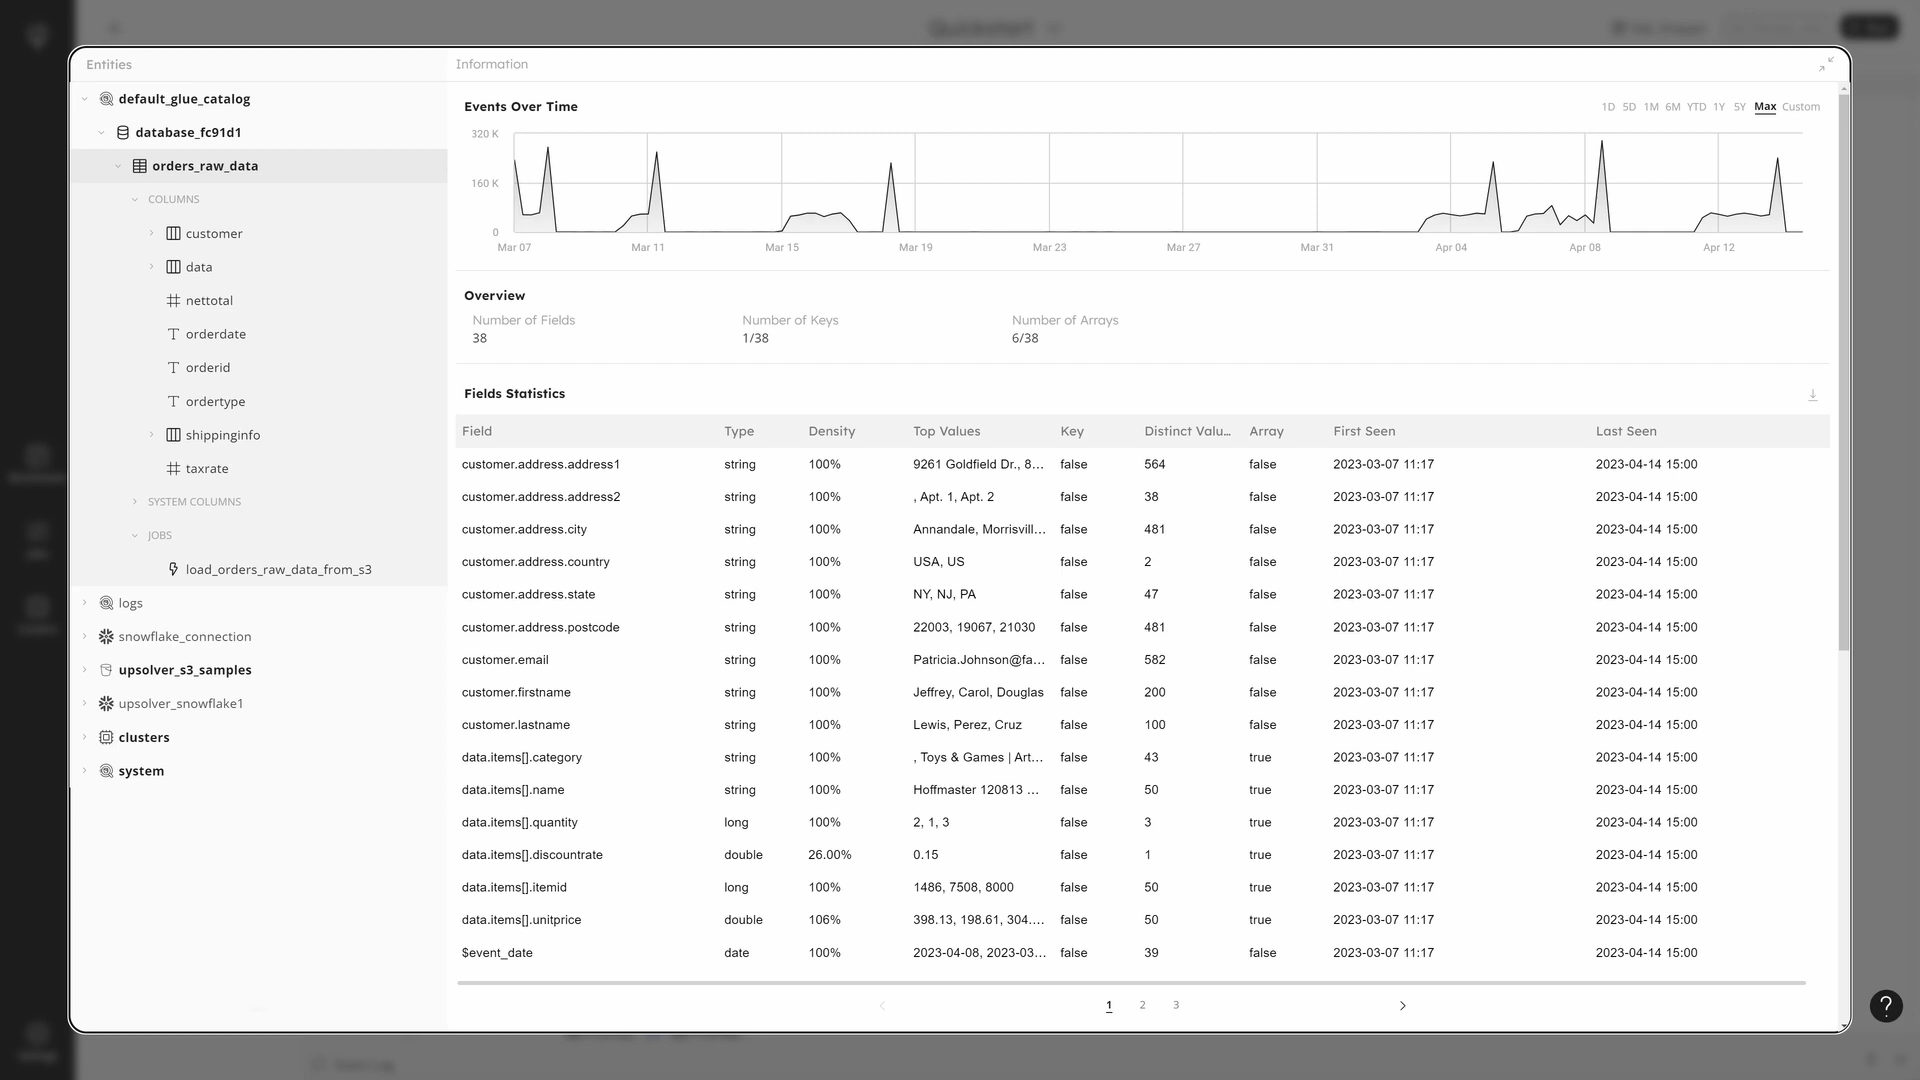 Quickstart
Entities
Information
default_glue_catalog
database_fc91d1
orders_raw_data
COLUMNS
customer
data
nettotal
orderdate
orderid
ordertype
shippinginfo
taxrate
SYSTEM COLUMNS
JOBS
load_orders_raw_data_from_s3
logs
snowflake_connection
upsolver_s3_samples
upsolver_snowflake1
clusters
system
Events Over Time
1D 5D 1M 6M YTD 1Y 5Y Max Custom
320 K
160 K
0
Mar 07 Mar 11 Mar 15 Mar 19 Mar 23 Mar 27 Mar 31 Apr 04 Apr 08 Apr 12
Overview
Number of Fields Number of Keys Number of Arrays
38 1/38 6/38
Fields Statistics
Field Type Density Top Values Key Distinct Valu... Array First Seen Last Seen
customer.address.address1 string 100% 9261 Goldfield Dr., 8... false 564 false 2023-03-07 11:17 2023-04-14 15:00
customer.address.address2 string 100% , Apt. 1, Apt. 2 false 38 false 2023-03-07 11:17 2023-04-14 15:00
customer.address.city string 100% Annandale, Morrisvill... false 481 false 2023-03-07 11:17 2023-04-14 15:00
customer.address.country string 100% USA, US false 2 false 2023-03-07 11:17 2023-04-14 15:00
customer.address.state string 100% NY, NJ, PA false 47 false 2023-03-07 11:17 2023-04-14 15:00
customer.address.postcode string 100% 22003, 19067, 21030 false 481 false 2023-03-07 11:17 2023-04-14 15:00
customer.email string 100% Patricia.Johnson@fa... false 582 false 2023-03-07 11:17 2023-04-14 15:00
customer.firstname string 100% Jeffrey, Carol, Douglas false 200 false 2023-03-07 11:17 2023-04-14 15:00
customer.lastname string 100% Lewis, Perez, Cruz false 100 false 2023-03-07 11:17 2023-04-14 15:00
data.items[].category string 100% , Toys & Games | Art... false 43 true 2023-03-07 11:17 2023-04-14 15:00
data.items[].name string 100% Hoffmaster 120813 ... false 50 true 2023-03-07 11:17 2023-04-14 15:00
data.items[].quantity long 100% 2, 1, 3 false 3 true 2023-03-07 11:17 2023-04-14 15:00
data.items[].discountrate double 26.00% 0.15 false 1 true 2023-03-07 11:17 2023-04-14 15:00
data.items[].itemid long 100% 1486, 7508, 8000 false 50 true 2023-03-07 11:17 2023-04-14 15:00
data.items[].unitprice double 106% 398.13, 198.61, 304.... false 50 true 2023-03-07 11:17 2023-04-14 15:00
$event_date date 100% 2023-04-08, 2023-03... false 39 false 2023-03-07 11:17 2023-04-14 15:00
1 2 3
?